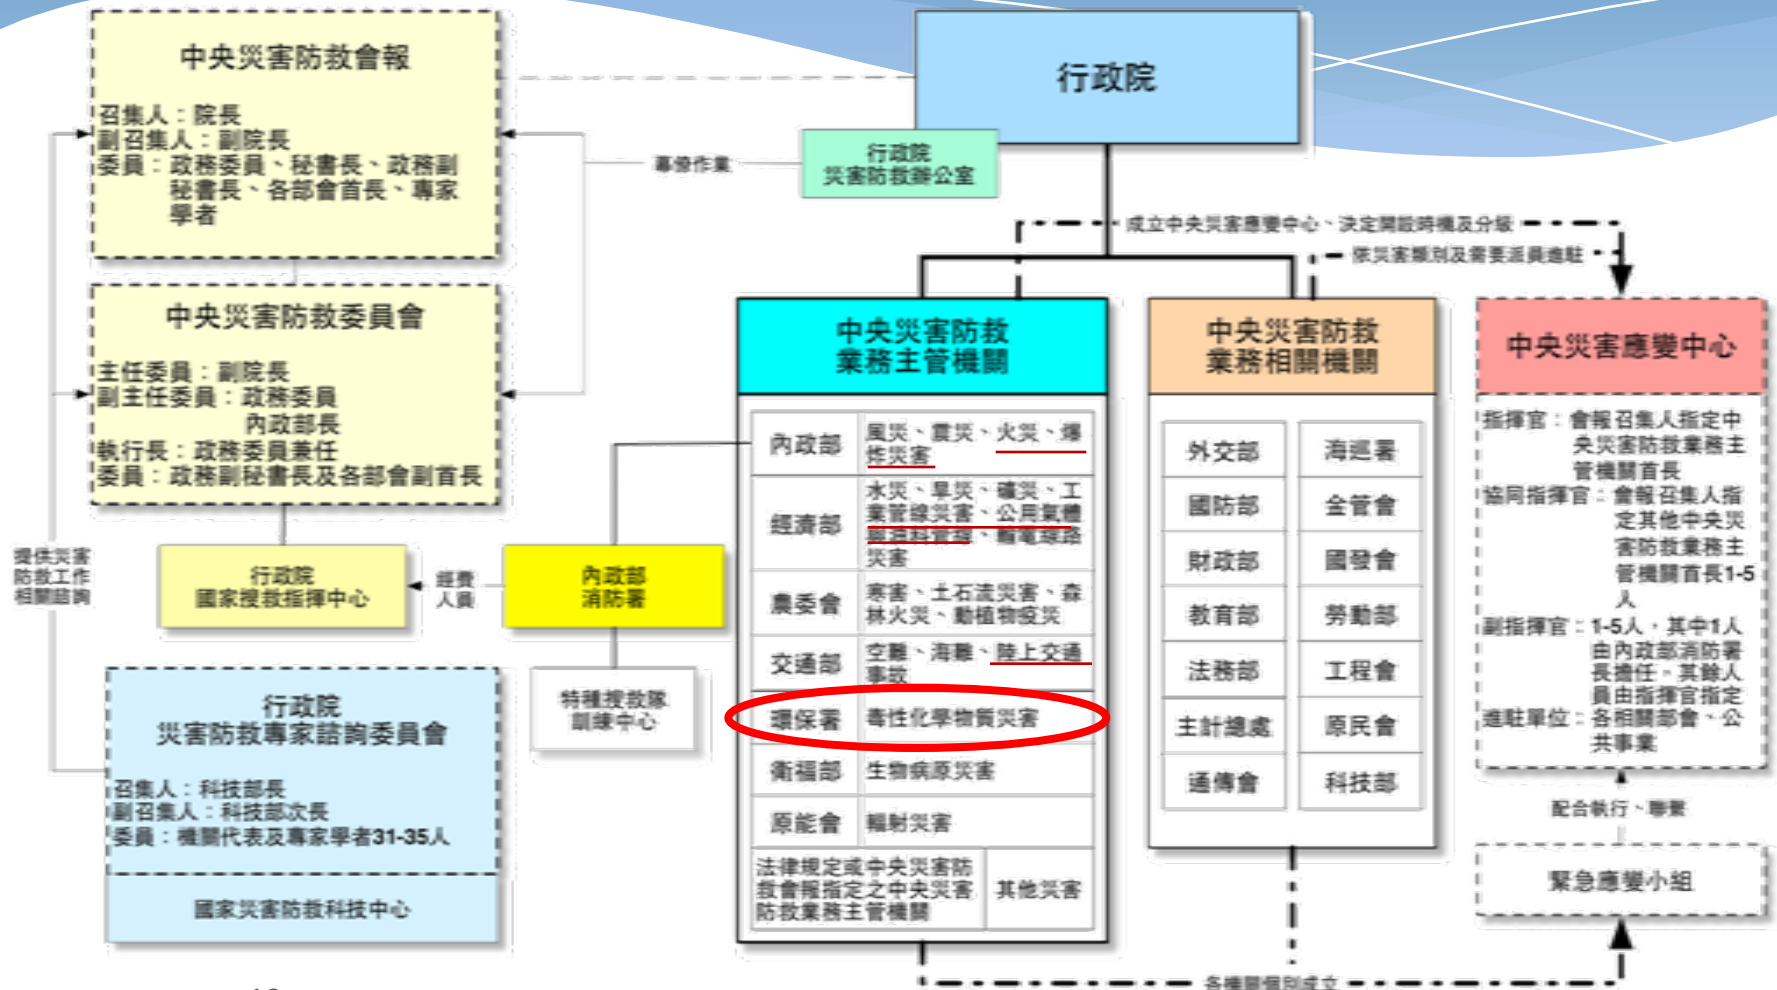 中央災害防救會報
召集人：院長
副召集人：副院長
委員：政務委員、秘書長、政務副
秘書長、各部會首長、專家
學者
行政院
行政院
災害防救辦公室
幕僚作業
成立中央災害應變中心、決定開設時機及分級
依災害類別及需要派員進駐
中央災害防救委員會
主任委員：副院長
副主任委員：政務委員
內政部長
執行長：政務委員兼任
委員：政務副秘書長及各部會副首長
提供災害
防救工作
相關諮詢
行政院
國家搜救指揮中心
經費
人員
內政部
消防署
特種搜救隊
訓練中心
行政院
災害防救專家諮詢委員會
召集人：科技部長
副召集人：科技部次長
委員：機關代表及專家學者31-35人
國家災害防救科技中心
中央災害防救
業務主管機關
內政部
風災、震災、火災、爆
炸災害
經濟部
水災、旱災、礦災、工
業管線災害、公用氣體
與油料管線、輸電線路
災害
農委會
寒害、土石流災害、森
林火災、動植物疫災
交通部
空難、海難、陸上交通
事故
環保署
毒性化學物質災害
衛福部
生物病原災害
原能會
輻射災害
法律規定或中央災害防
救會報指定之中央災害
防救業務主管機關
其他災害
中央災害防救
業務相關機關
外交部
海巡署
國防部
金管會
財政部
國發會
教育部
勞動部
法務部
工程會
主計總處
原民會
通傳會
科技部
中央災害應變中心
指揮官：會報召集人指定中
央災害防救業務主
管機關首長
協同指揮官：會報召集人指
定其他中央災
害防救業務主
管機關首長1-5
人
副指揮官：1-5人，其中1人
由內政部消防署
長擔任，其餘人
員由指揮官指定
進駐單位：各相關部會、公
共事業
配合執行、聯繫
緊急應變小組
各機關個別成立